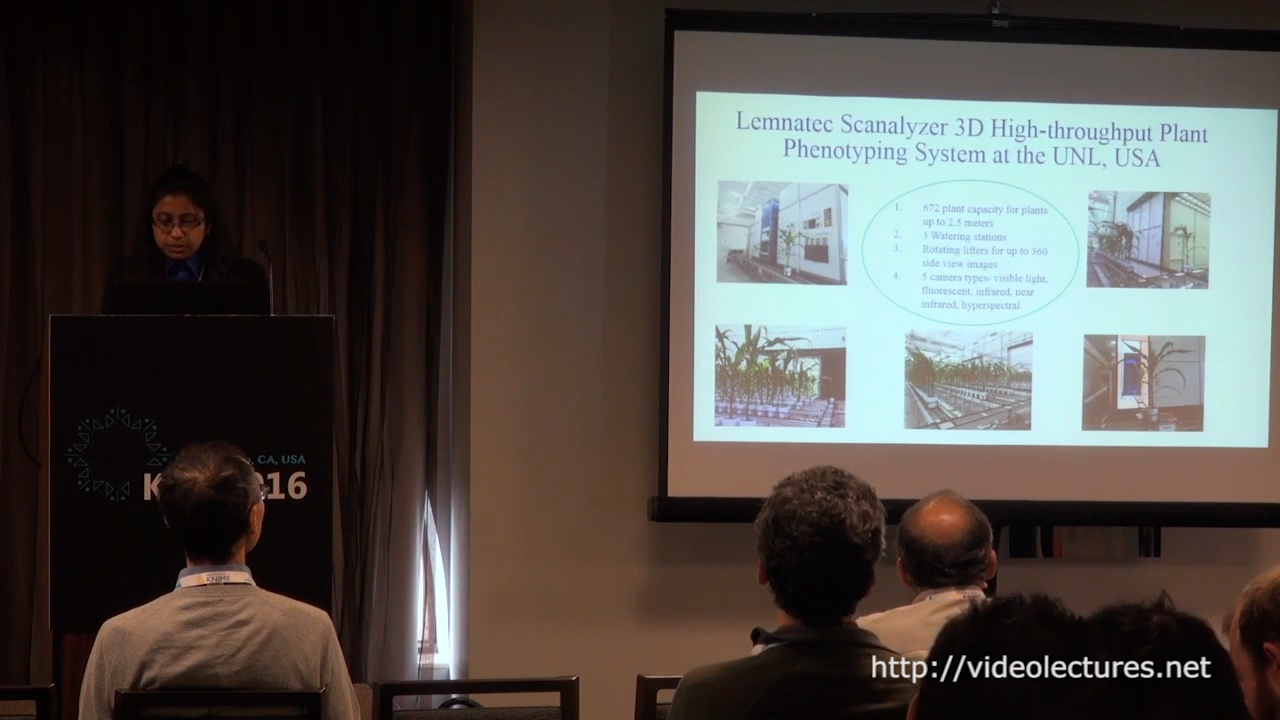 Lemnatec Scanalyzer 3D High-throughput Plant
Phenotyping System at the UNL, USA
1. 672 plant capacity for plants
up to 2.5 meters
2. 3 Watering stations
3. Rotating lifters for up to 360
side view images
4. 5 camera types- visible light,
fluorescent, infrared, near
infrared, hyperspectral
CA, USA
16
KNIME
http://videolectures.net